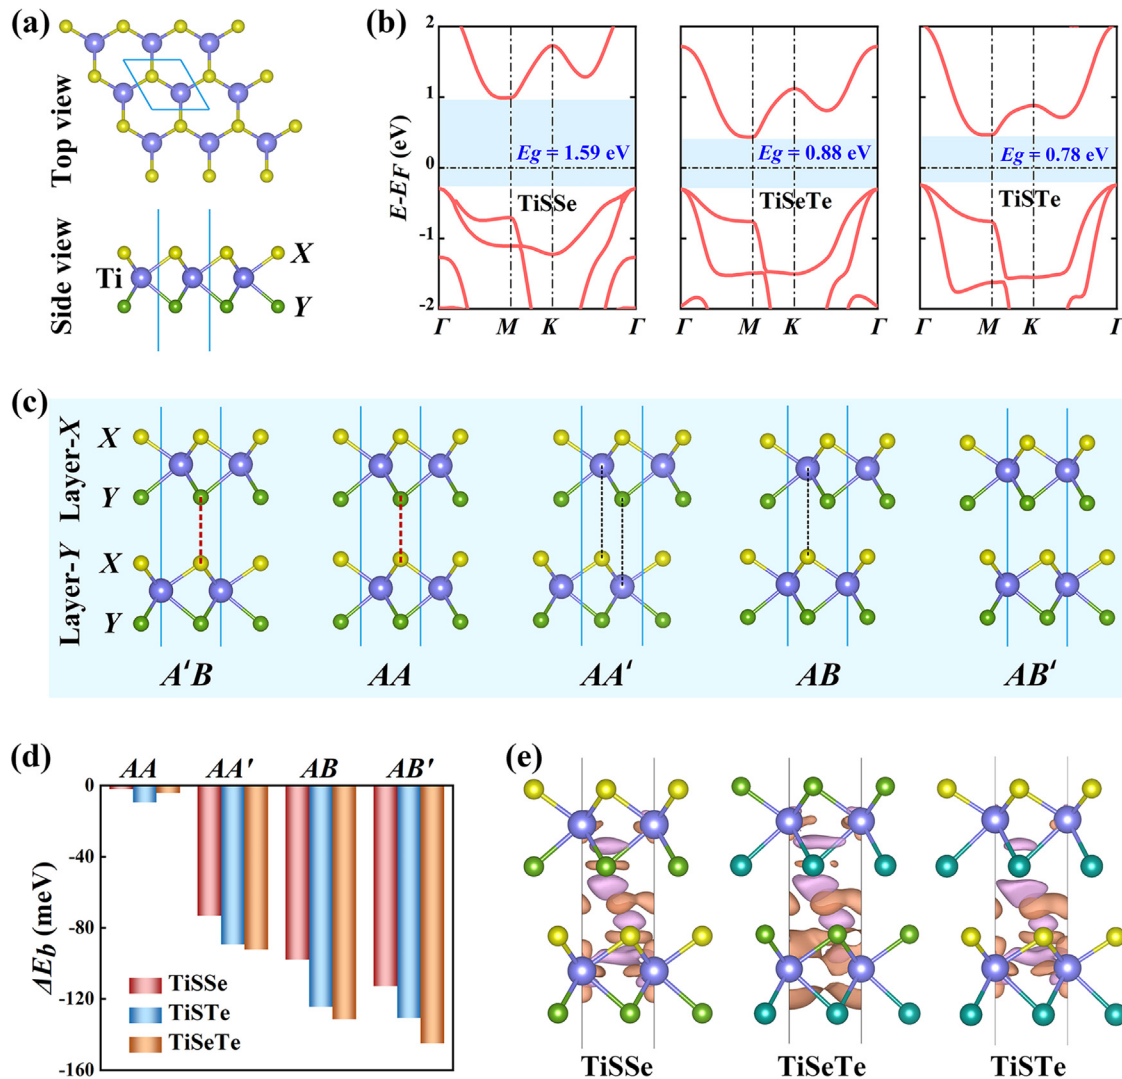 (a)
Top view
Side view
Ti
X
Y
(b)
E-E_F (eV)
2
1
0
-1
-2
Eg = 1.59 eV
TiSSe
Γ M K Γ
Eg = 0.88 eV
TiSeTe
Γ M K Γ
Eg = 0.78 eV
TiSTe
Γ M K Γ
(c)
Layer-X
X
Y
Layer-Y
X
Y
A'B AA AA' AB AB'
(d)
AA AA' AB AB'
ΔE_b (meV)
0
-40
-80
-120
-160
TiSSe
TiSTe
TiSeTe
(e)
TiSSe TiSeTe TiSTe